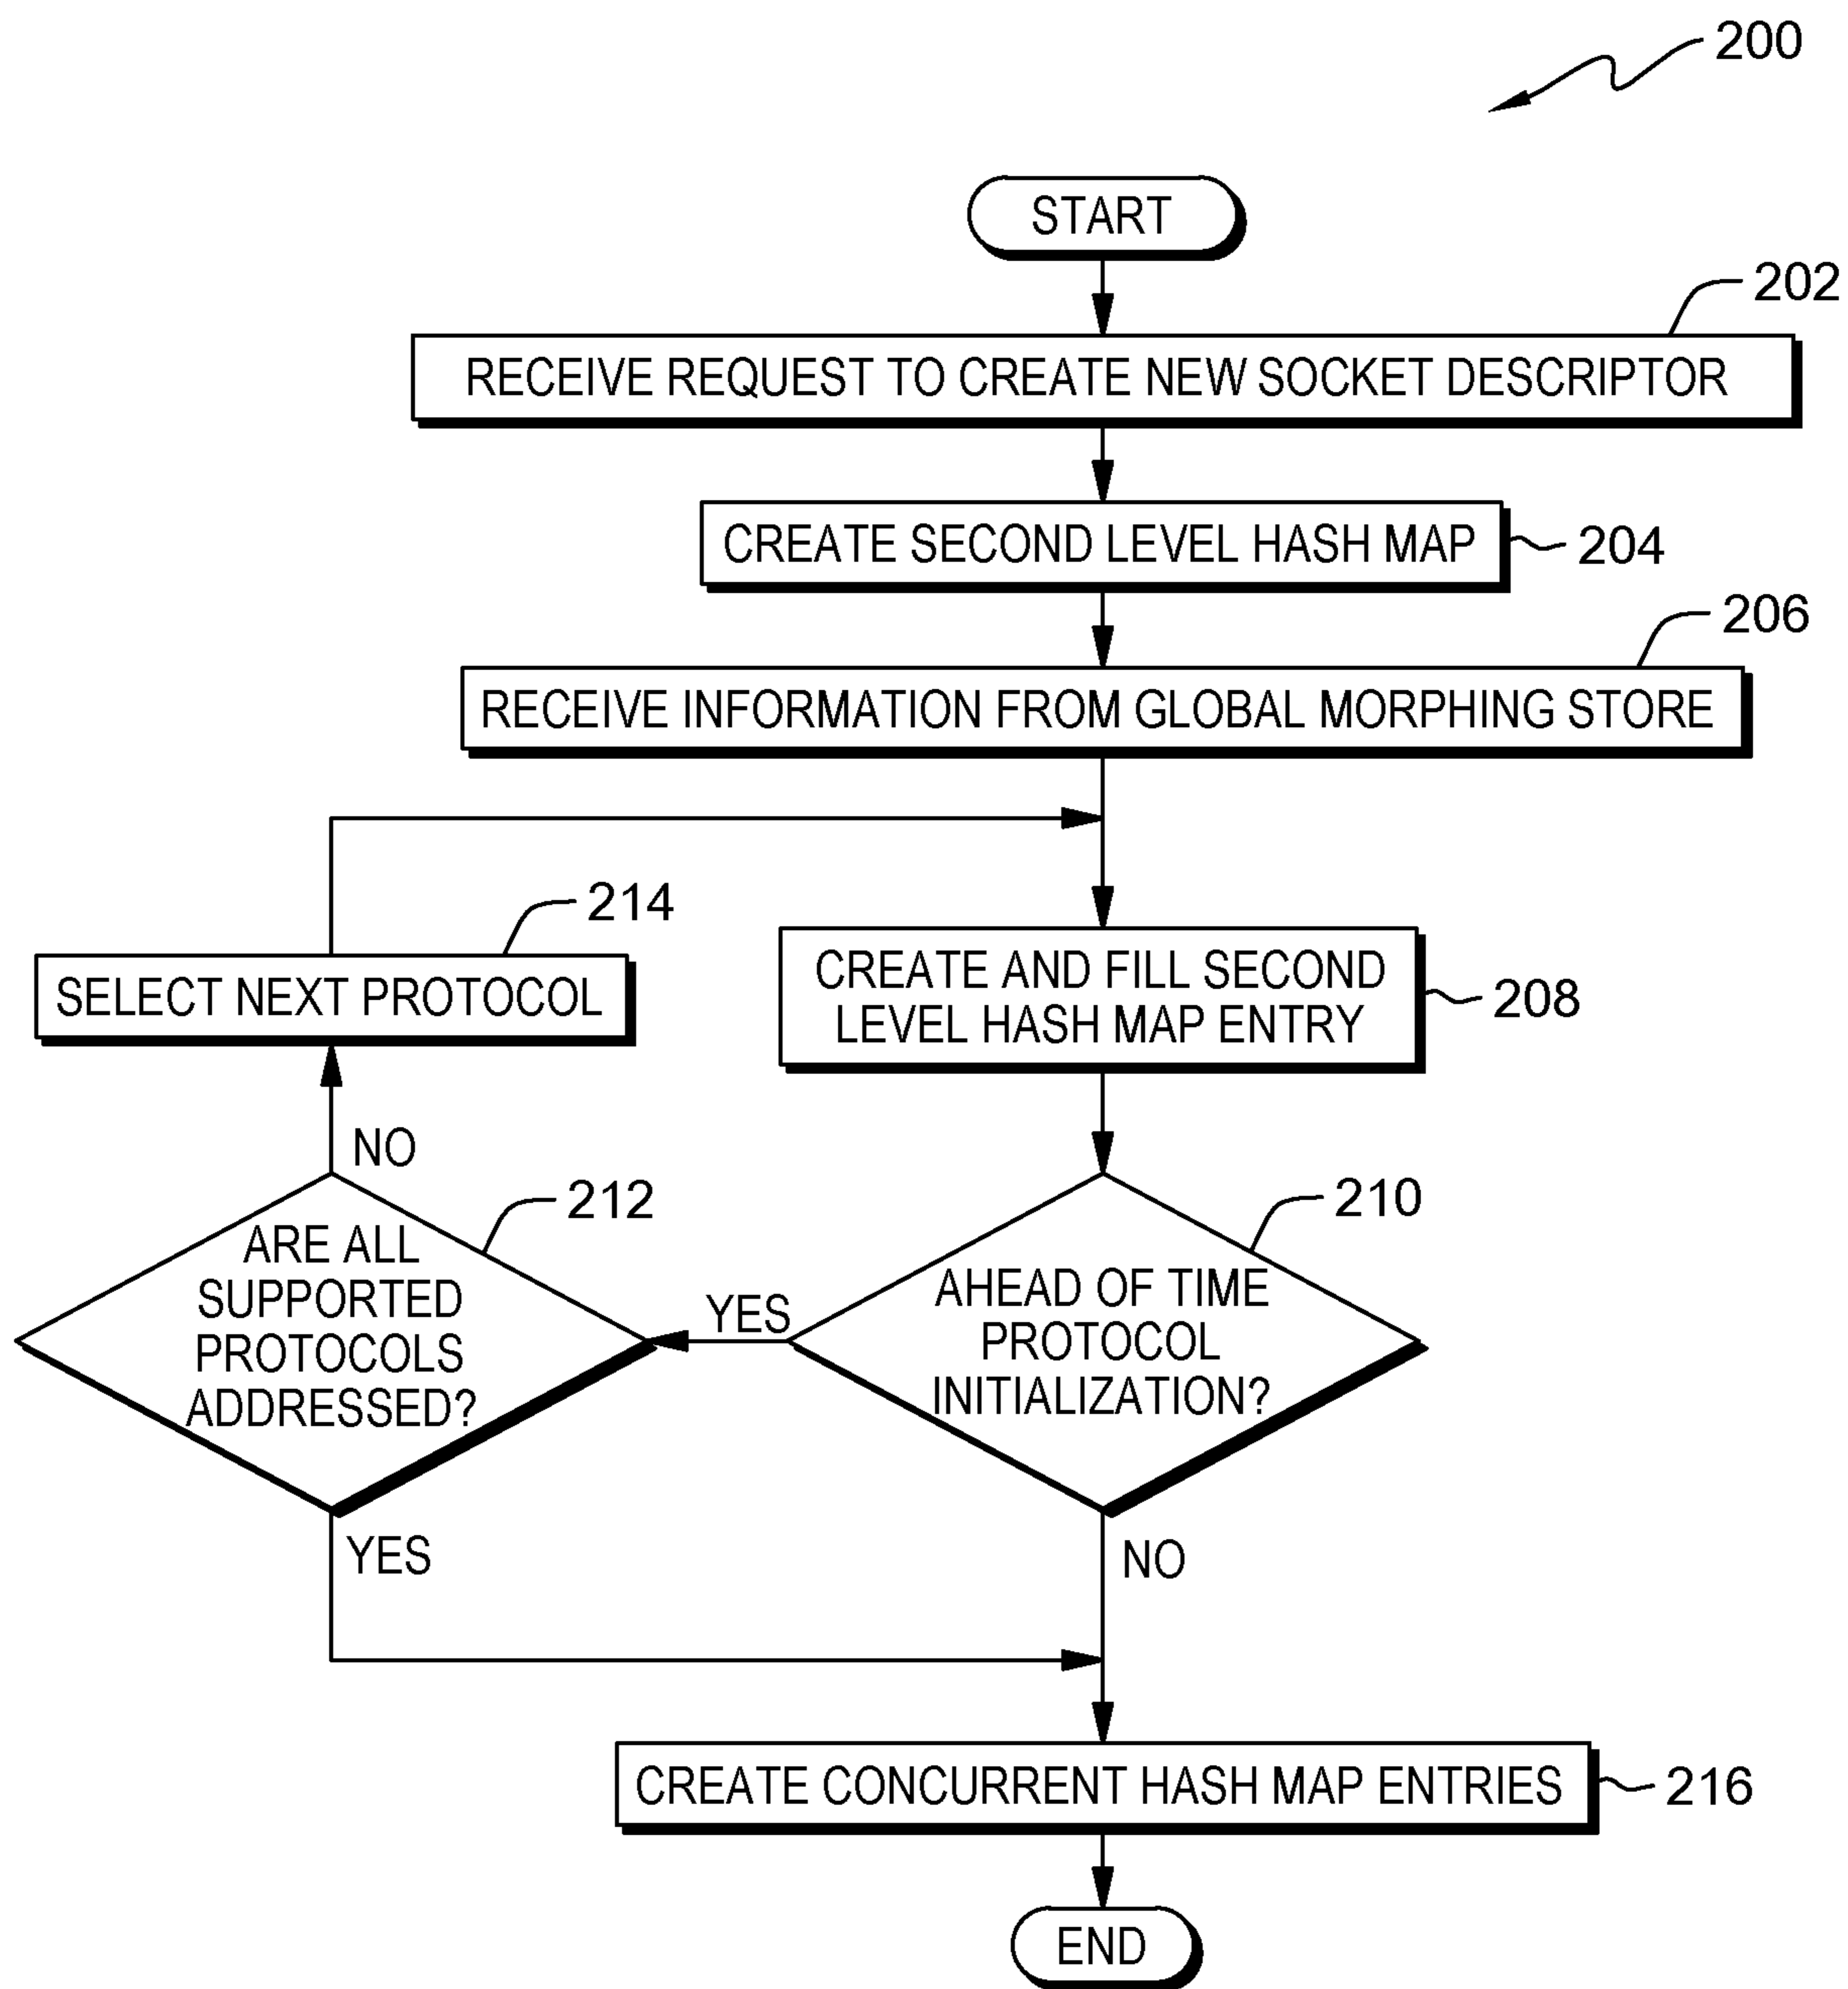 200
START
202
RECEIVE REQUEST TO CREATE NEW SOCKET DESCRIPTOR
CREATE SECOND LEVEL HASH MAP
204
206
RECEIVE INFORMATION FROM GLOBAL MORPHING STORE
214
SELECT NEXT PROTOCOL
CREATE AND FILL SECOND
LEVEL HASH MAP ENTRY
208
NO
212
ARE ALL
SUPPORTED
PROTOCOLS
ADDRESSED?
YES
210
AHEAD OF TIME
PROTOCOL
INITIALIZATION?
YES
NO
CREATE CONCURRENT HASH MAP ENTRIES
216
END